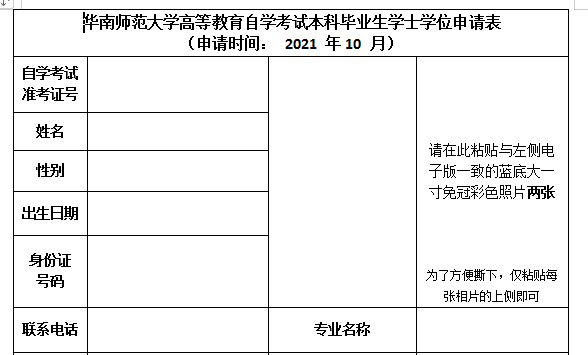 华南师范大学高等教育自学考试本科毕业生学士学位申请表
（申请时间： 2021 年 10 月）
自学考试
准考证号
姓名
性别
出生日期
身份证
号码
请在此粘贴与左侧电
子版一致的蓝底大一
寸免冠彩色照片两张
为了方便撕下，仅粘贴每
张相片的上侧即可
联系电话
专业名称